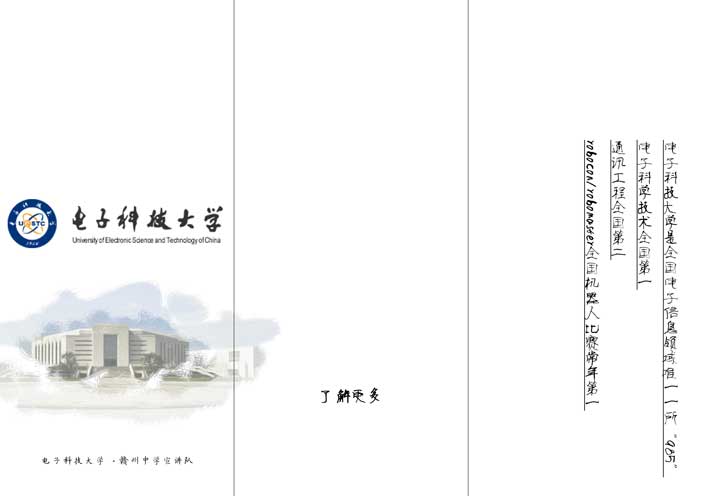 电子科技大学
University of Electronic Science and Technology of China
UESTC
1956
电子科技大学·赣州中学宣讲队
了解更多
电子科技大学是全国电子信息领域唯一一所“985”
电子科学技术全国第一
通讯工程全国第二
robocon/robomaster全国机器人比赛常年第一